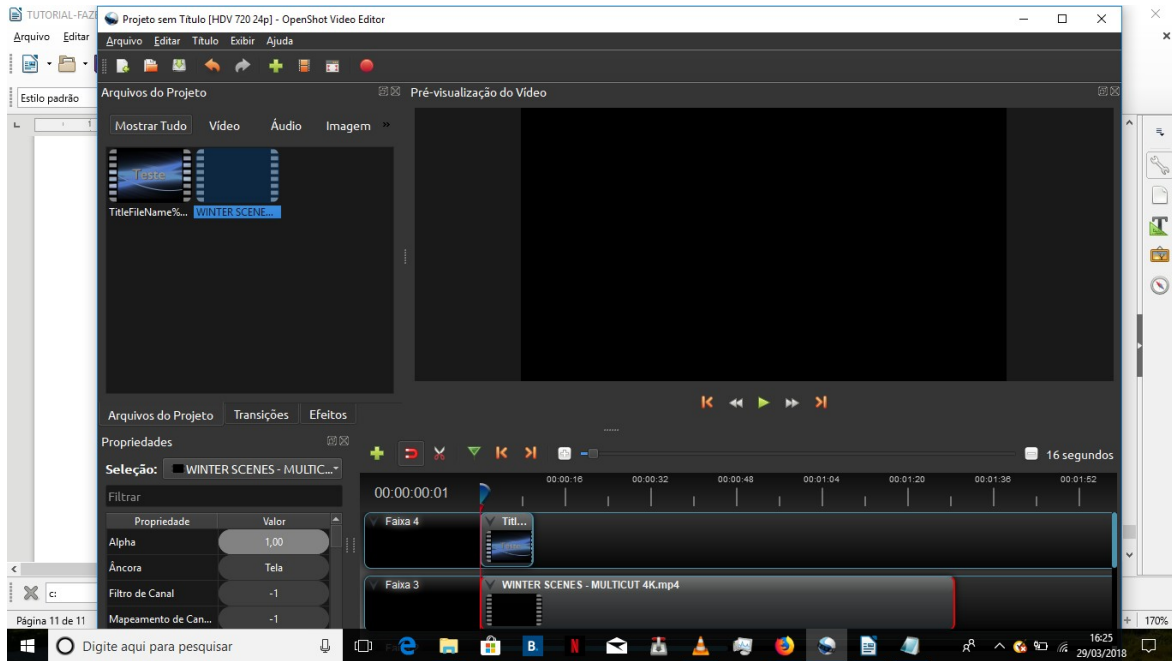 TUTORIAL-FAZE
Projeto sem Título [HDV 720 24p] - OpenShot Video Editor
Arquivo Editar
Arquivo Editar Título Exibir Ajuda
Estilo padrão
Arquivos do Projeto
Pré-visualização do Vídeo
Mostrar Tudo Vídeo Áudio Imagem »
1
1
Taste
TitleFileName%... WINTER SCENE...
Arquivos do Projeto Transições Efeitos
Propriedades
Seleção: WINTER SCENES - MULTIC...
16 segundos
Filtrar
00:00:00:01
00:00:16 00:00:32 00:00:48 00:01:04 00:01:20 00:01:36 00:01:52
Propriedade Valor
Faixa 4
Titl...
Alpha 1,00
Âncora Tela
Faixa 3
WINTER SCENES - MULTICUT 4K.mp4
Filtro de Canal -1
c:
Mapeamento de Can... -1
Página 11 de 11
170%
Digite aqui para pesquisar
B.
N
16:25
29/03/2018